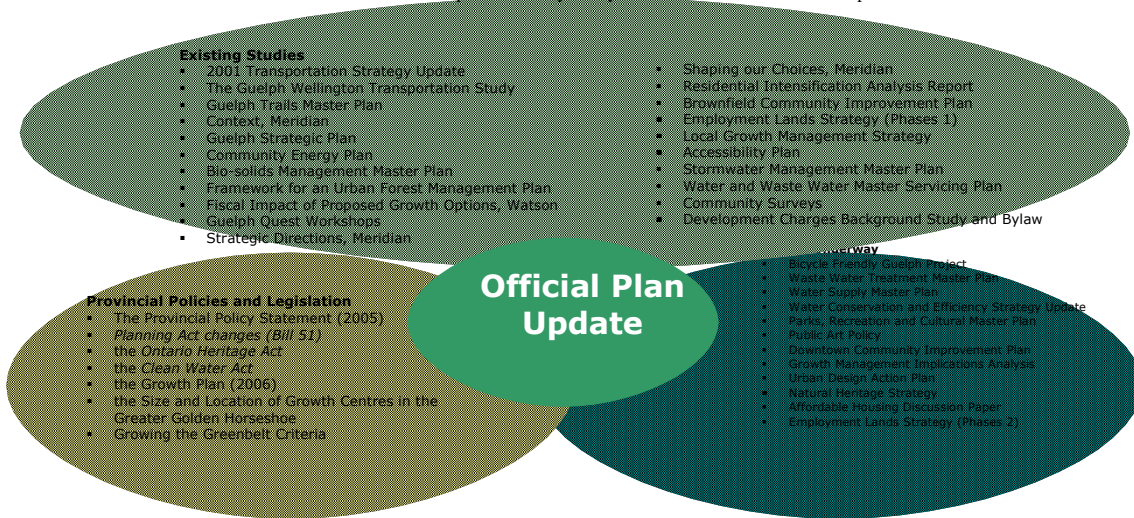 Existing Studies
▪ 2001 Transportation Strategy Update
▪ The Guelph Wellington Transportation Study
▪ Guelph Trails Master Plan
▪ Context, Meridian
▪ Guelph Strategic Plan
▪ Community Energy Plan
▪ Bio-solids Managements Master Plan
▪ Framework for an Urban Forest Management Plan
▪ Fiscal Impact of Proposed Growth Options, Watson
▪ Guelph Quest Workshops
▪ Strategic Directions, Meridian
▪ Shaping our Choices, Meridian
▪ Residential Intensification Analysis Report
▪ Brownfield Community Improvement Plan
▪ Employment Lands Strategy (Phases 1)
▪ Local Growth Management Strategy
▪ Accessibility Plan
▪ Stormwater Management Master Plan
▪ Water and Waste Water Master Servicing Plan
▪ Community Surveys
▪ Development Charges Background Study and Bylaw
Official Plan
Update
Provincial Policies and Legislation
▪ The Provincial Policy Statement (2005)
▪ Planning Act changes (Bill 51)
▪ the Ontario Heritage Act
▪ the Clean Water Act
▪ the Growth Plan (2006)
▪ the Size and Location of Growth Centres in the
Greater Golden Horseshoe
▪ Growing the Greenbelt Criteria
▪ Bicycle Friendly Guelph Project
▪ Waste Water Treatment Master Plan
▪ Water Supply Master Plan
▪ Water Conservation and Efficiency Strategy Update
▪ Parks, Recreation and Cultural Master Plan
▪ Public Art Policy
▪ Downtown Community Improvement Plan
▪ Growth Management Implications Analysis
▪ Urban Design Action Plan
▪ Natural Heritage Strategy
▪ Affordable Housing Discussion Paper
▪ Employment Lands Strategy (Phases 2)